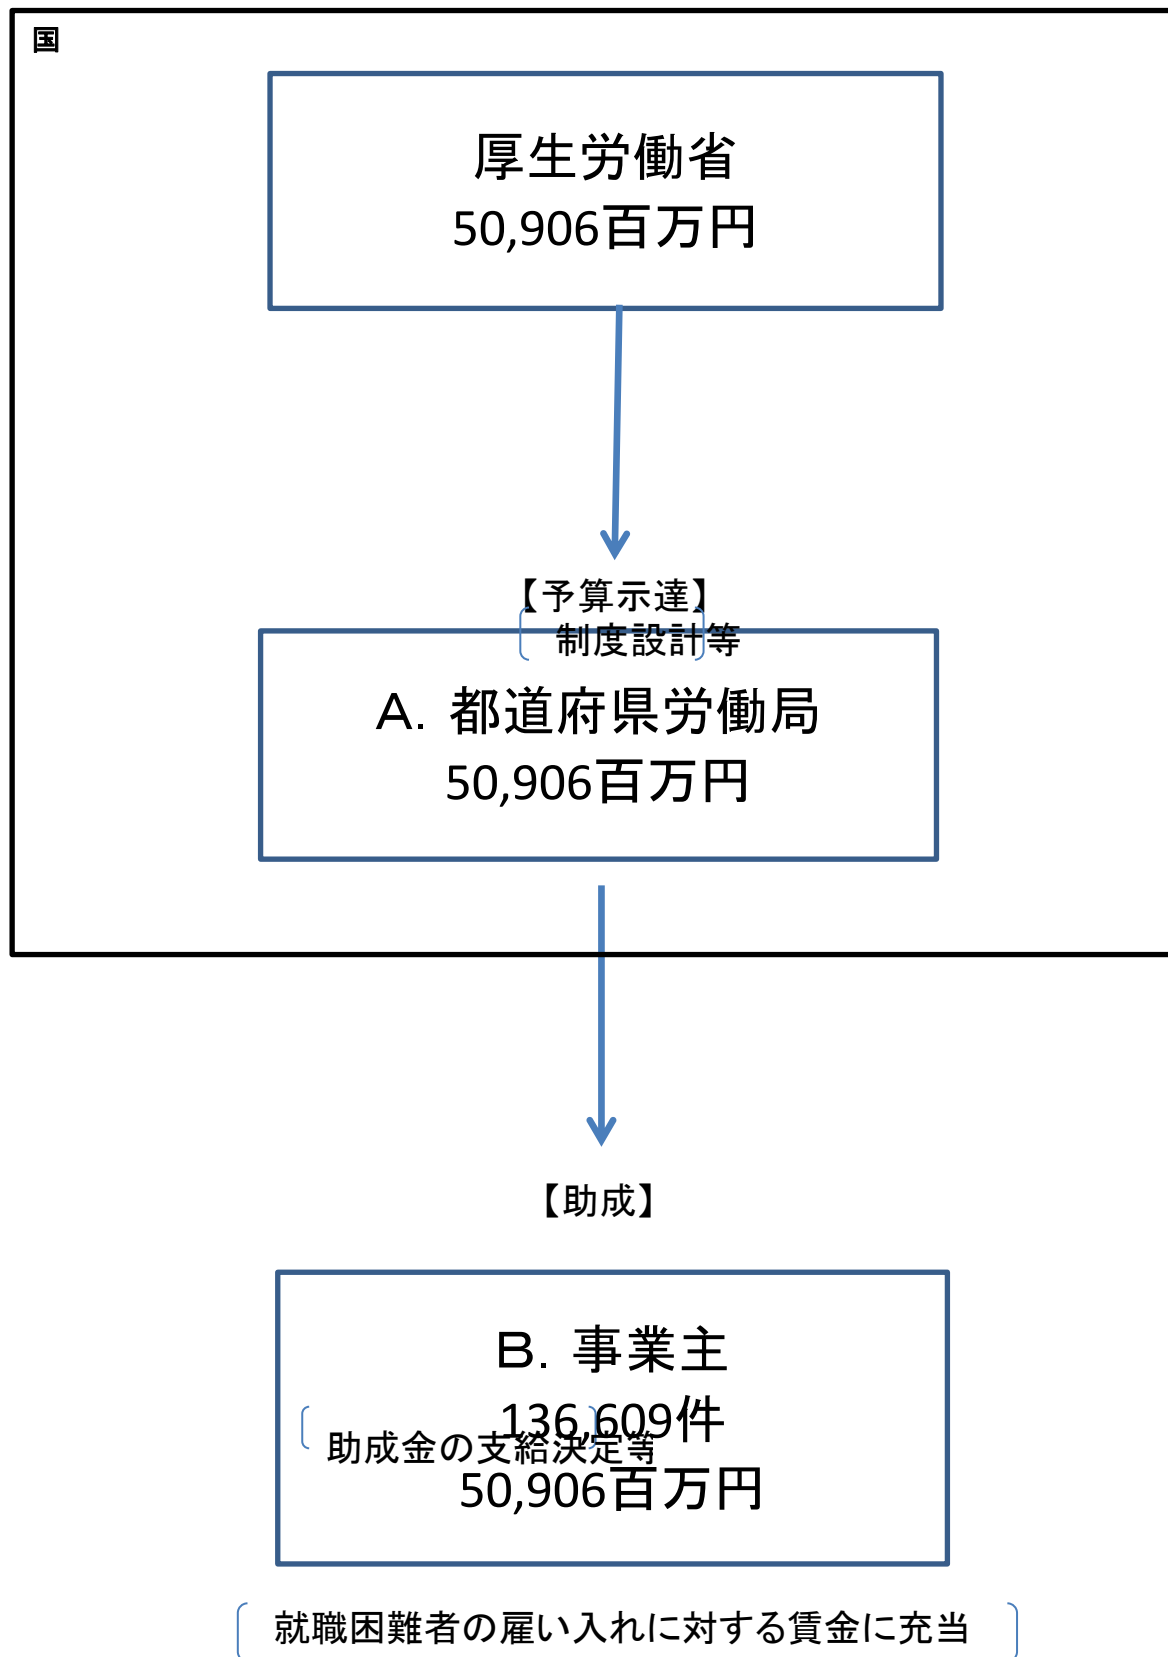 国
厚生労働省
50,906百万円
【予算示達】
制度設計等
Ａ．都道府県労働局
50,906百万円
【助成】
Ｂ．事業主
136,609件
助成金の支給決定等
50,906百万円
就職困難者の雇い入れに対する賃金に充当